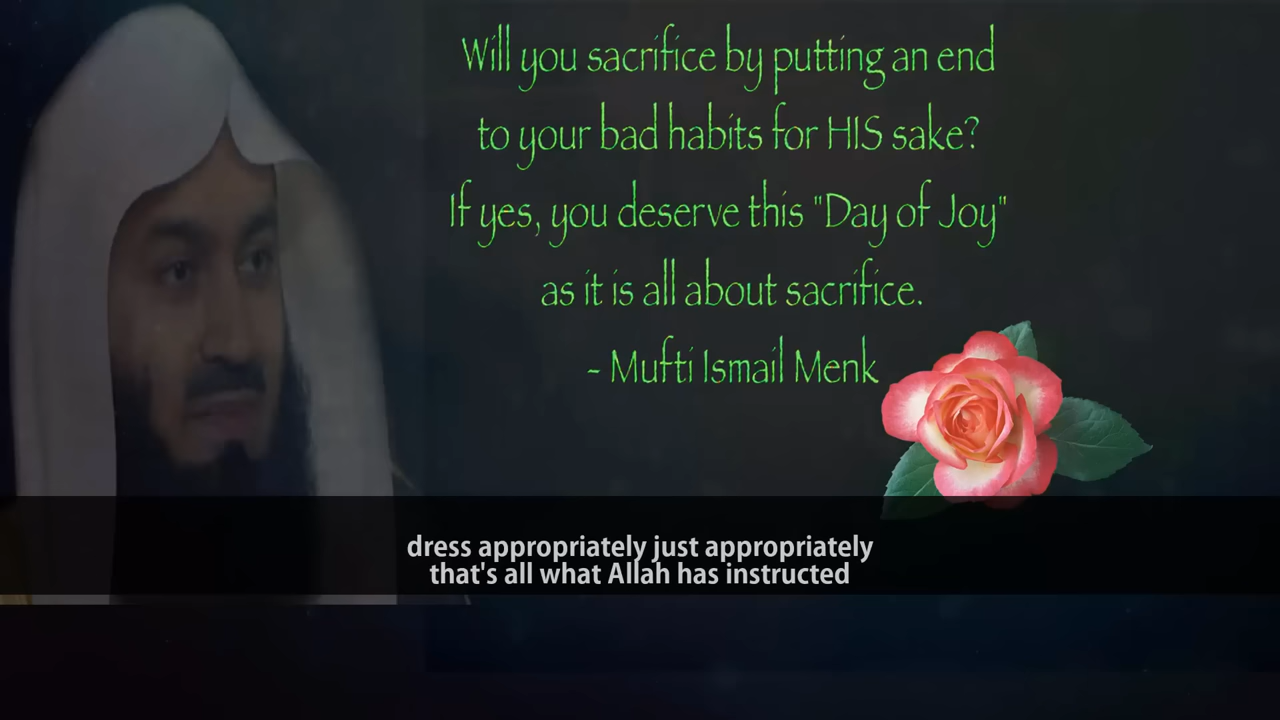 Will you sacrifice by putting an end
to your bad habits for HIS sake?
If yes, you deserve this "Day of Joy"
as it is all about sacrifice.
- Mufti Ismail Menk
dress appropriately just appropriately
that's all what Allah has instructed